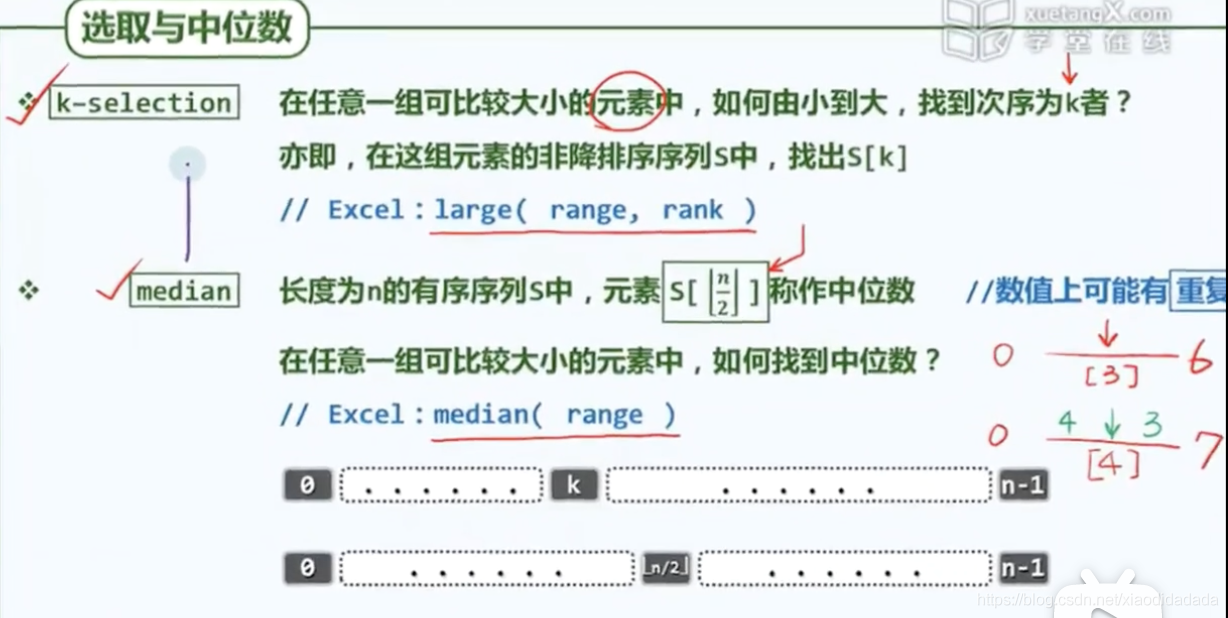 选取与中位数
xuetangX.com
学堂在线
k-selection 在任意一组可比较大小的元素中，如何由小到大，找到次序为k者？
亦即，在这组元素的非降排序序列S中，找出S[k]
// Excel：large( range, rank )
median 长度为n的有序序列S中，元素 S[ ⌊n/2⌋ ] 称作中位数 //数值上可能有重复
在任意一组可比较大小的元素中，如何找到中位数？
0 [3] 6
// Excel：median( range )
4 3
0 [4] 7
0 ...... k ...... n-1
0 ...... ⌊n/2⌋ ...... n-1
https://blog.csdn.net/xiaodidadada